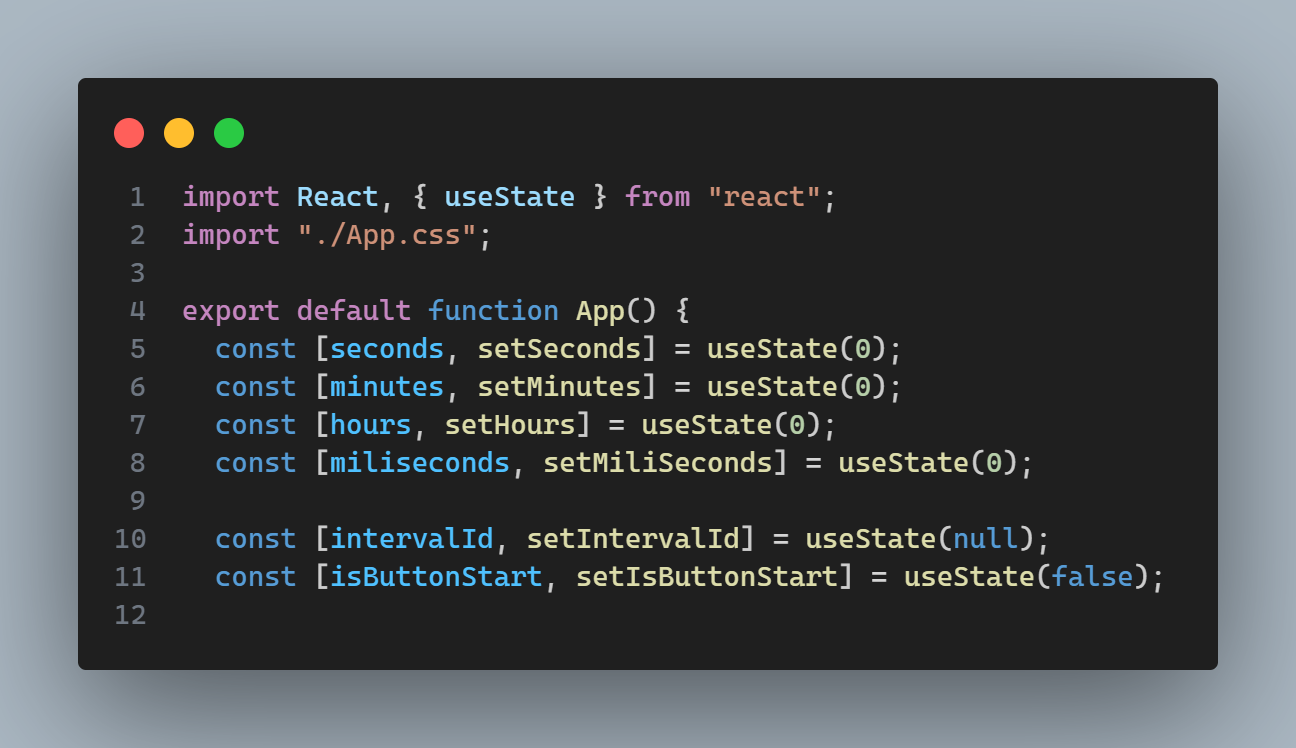 1 import React, { useState } from "react";
2 import "./App.css";
3
4 export default function App() {
5   const [seconds, setSeconds] = useState(0);
6   const [minutes, setMinutes] = useState(0);
7   const [hours, setHours] = useState(0);
8   const [miliseconds, setMiliSeconds] = useState(0);
9
10   const [intervalId, setIntervalId] = useState(null);
11   const [isButtonStart, setIsButtonStart] = useState(false);
12